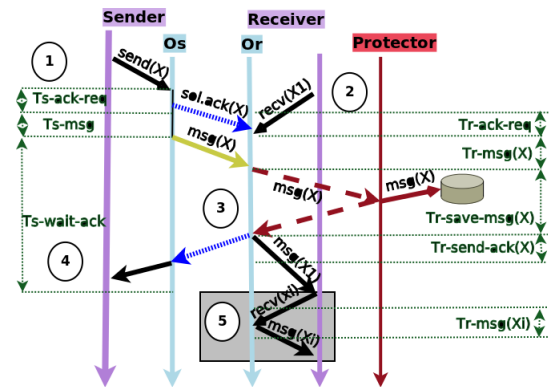 Sender
Receiver
Os
Or
Protector
1
send(X)
2
Ts-ack-req
sol.ack(X)
recv(X1)
Ts-msg
Tr-ack-req
msg(X)
Tr-msg(X)
msg(X)
msg(X)
3
Ts-wait-ack
Tr-save-msg(X)
4
msg(X1)
Tr-send-ack(X)
5
recv(Xi)
msg(Xi)
Tr-msg(Xi)